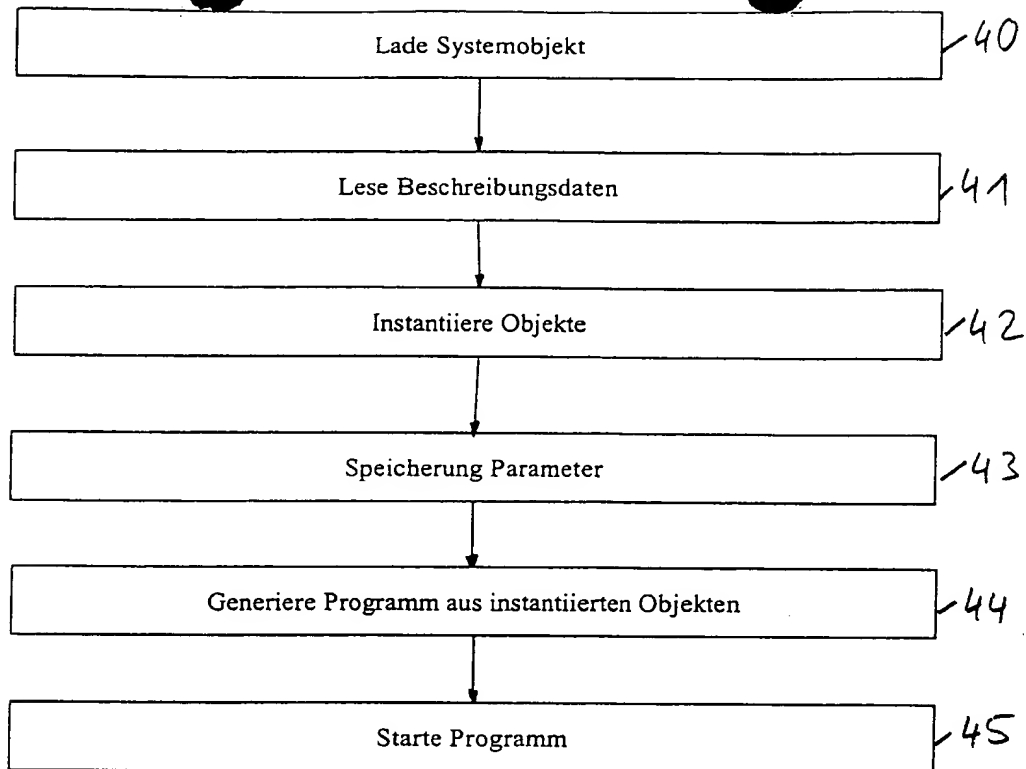 Lade Systemobjekt 40
Lese Beschreibungsdaten 41
Instantiiere Objekte 42
Speicherung Parameter 43
Generiere Programm aus instantiierten Objekten 44
Starte Programm 45